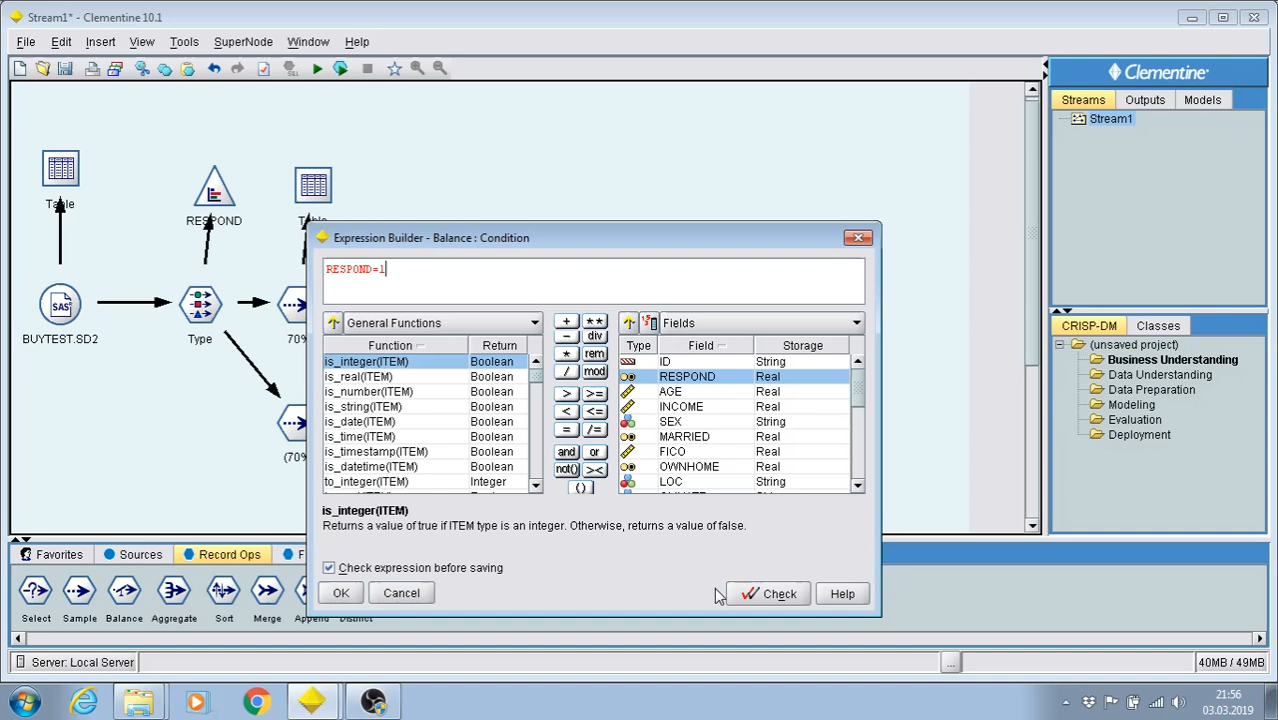 Stream1* - Clementine 10.1
File Edit Insert View Tools SuperNode Window Help
SEL
Clementine
Streams Outputs Models
Stream1
Table
RESPOND
SAS
BUYTEST.SD2
Type
70%
Expression Builder - Balance : Condition
RESPOND=1
General Functions
Function Return
is_integer(ITEM) Boolean
is_real(ITEM) Boolean
is_number(ITEM) Boolean
is_string(ITEM) Boolean
is_date(ITEM) Boolean
is_time(ITEM) Boolean
is_timestamp(ITEM) Boolean
is_datetime(ITEM) Boolean
to_integer(ITEM) Integer
+ **
- div
* rem
/ mod
> >=
< <=
= /=
and or
not() ><
()
Fields
Type Field Storage
ID String
RESPOND Real
AGE Real
INCOME Real
SEX String
MARRIED Real
FICO Real
OWNHOME Real
LOC String
is_integer(ITEM)
Returns a value of true if ITEM type is an integer. Otherwise, returns a value of false.
Check expression before saving
OK Cancel Check Help
CRISP-DM Classes
(unsaved project)
Business Understanding
Data Understanding
Data Preparation
Modeling
Evaluation
Deployment
Favorites Sources Record Ops F
Select Sample Balance Aggregate Sort Merge Append Distinct
Server: Local Server ... 40MB / 49MB
21:56
03.03.2019